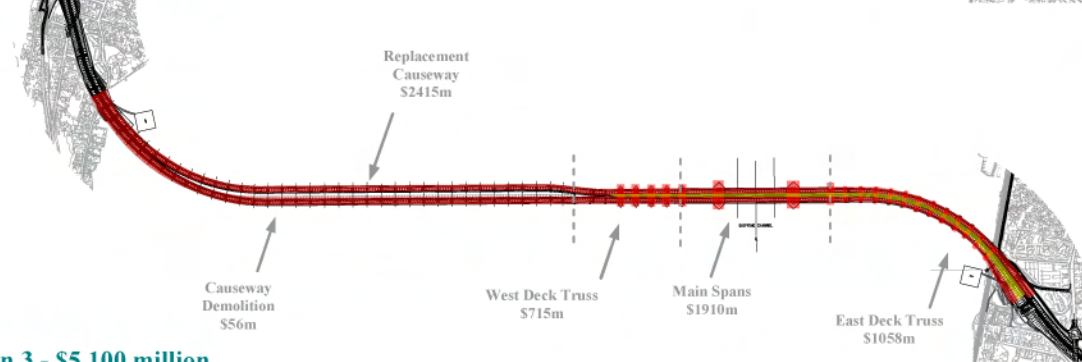 Replacement
Causeway
$2415m
Causeway
Demolition
$56m
West Deck Truss
$715m
Main Spans
$1910m
East Deck Truss
$1058m
n 3 - $5,100 million